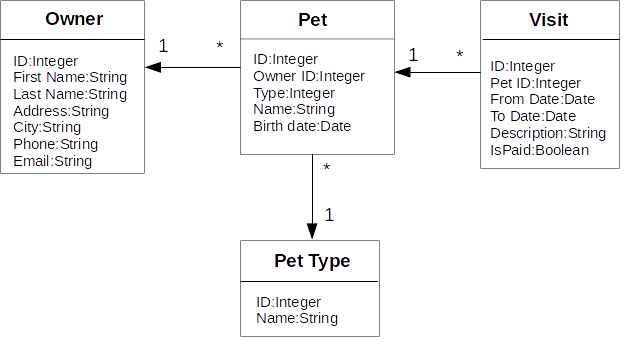 Owner
ID:Integer
First Name:String
Last Name:String
Address:String
City:String
Phone:String
Email:String
1
*
Pet
ID:Integer
Owner ID:Integer
Type:Integer
Name:String
Birth date:Date
1
*
Visit
ID:Integer
Pet ID:Integer
From Date:Date
To Date:Date
Description:String
IsPaid:Boolean
*
1
Pet Type
ID:Integer
Name:String